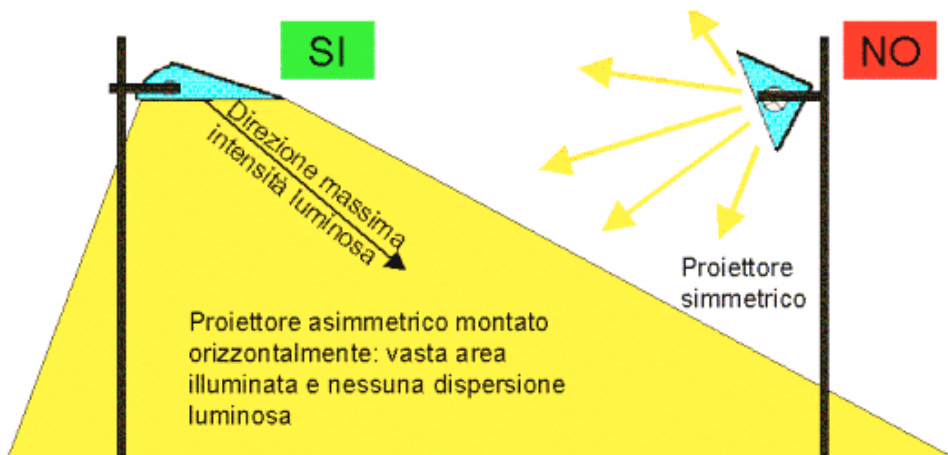 SI
NO
Direzione massima
intensità luminosa
Proiettore
simmetrico
Proiettore asimmetrico montato
orizzontalmente: vasta area
illuminata e nessuna dispersione
luminosa